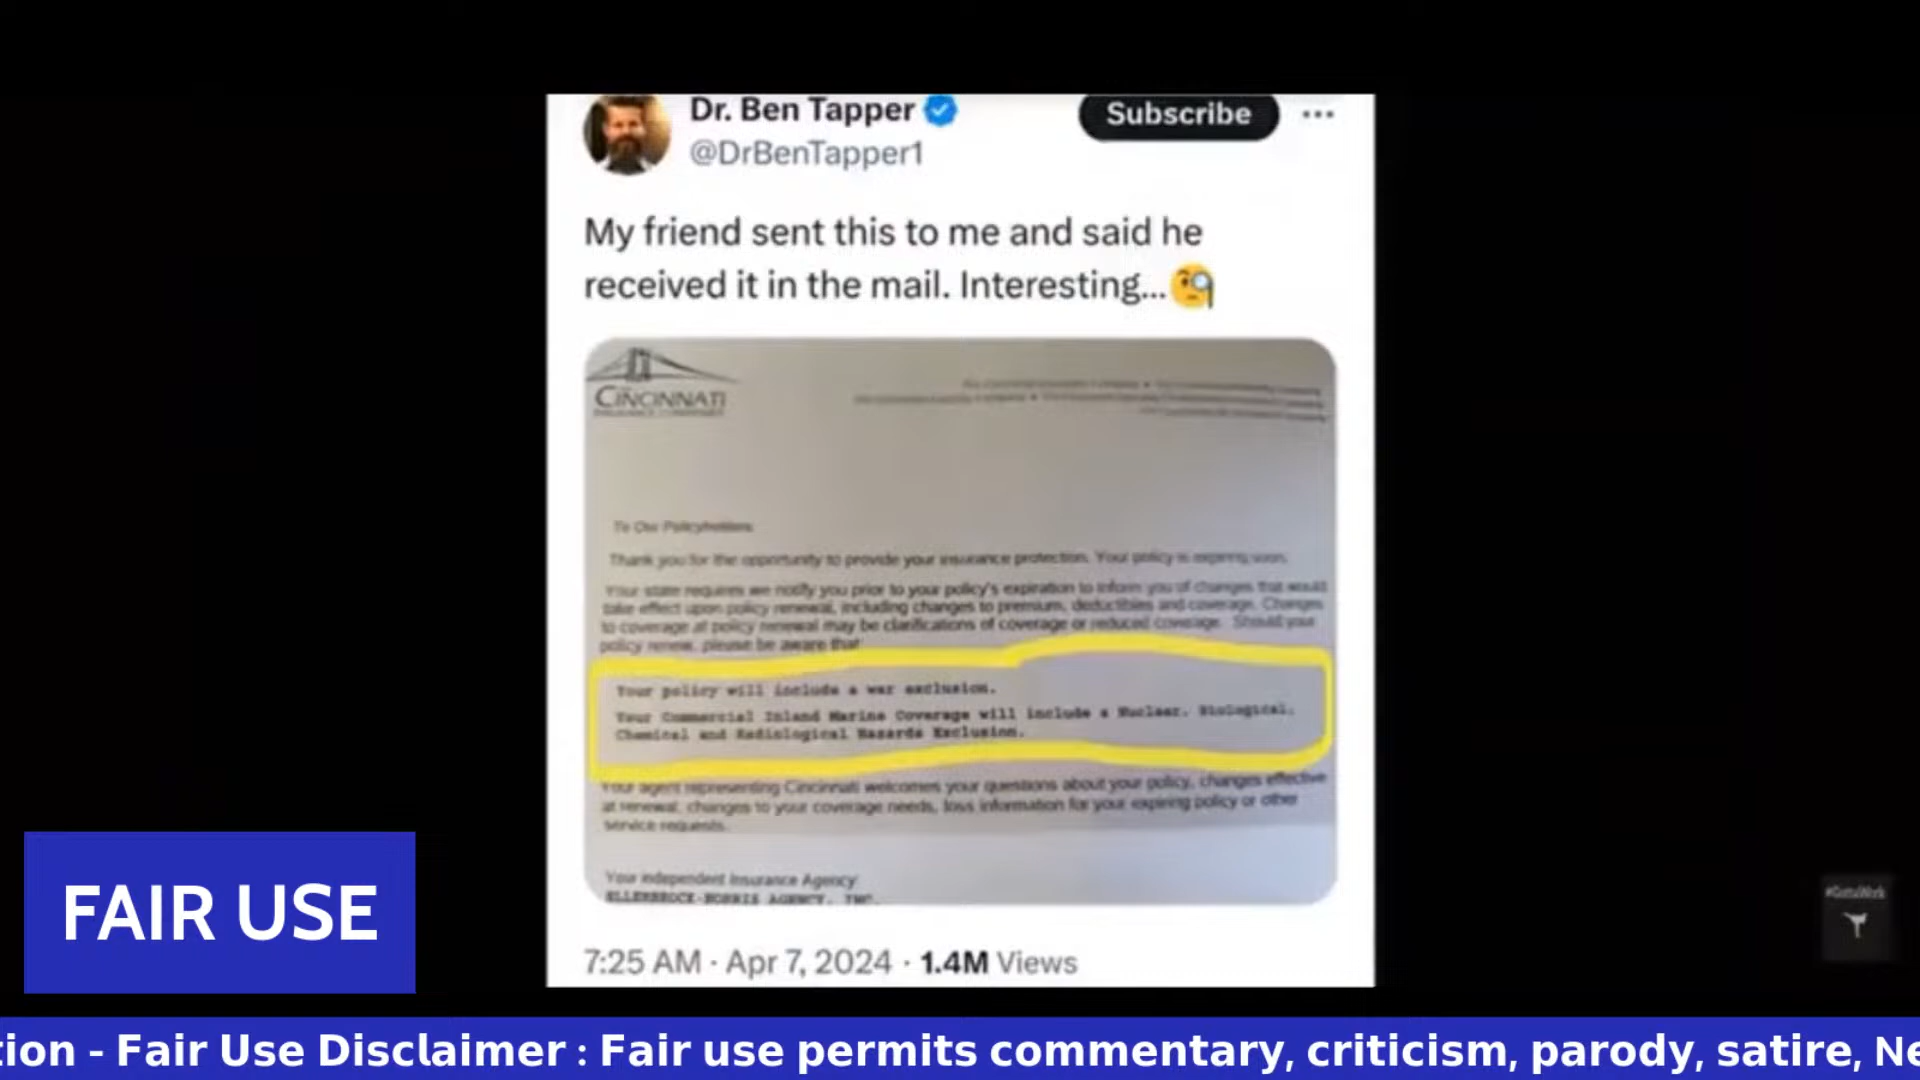 Dr. Ben Tapper
Subscribe
@DrBenTapper1
My friend sent this to me and said he
received it in the mail. Interesting...
CINCINNATI
To Our Policyholders
Thank you for the opportunity to provide your insurance protection. Your policy is expiring soon.
Your state requires we notify you prior to your policy's expiration to inform you of changes that would
take effect upon policy renewal, including changes to premium, deductibles and coverage. Changes
to coverage at policy renewal may be clarifications of coverage or reduced coverage. Should your
policy renew, please be aware that
Your policy will include a war exclusion.
Your Commercial Inland Marine Coverage will include a Nuclear, Biological,
Chemical and Radiological Hazards Exclusion.
Your agent representing Cincinnati welcomes your questions about your policy, changes effective
at renewal, changes to your coverage needs, loss information for your expiring policy or other
service requests.
Your independent Insurance Agency
AGENCY, INC.
7:25 AM · Apr 7, 2024 · 1.4M Views
FAIR USE
tion - Fair Use Disclaimer : Fair use permits commentary, criticism, parody, satire, Ne